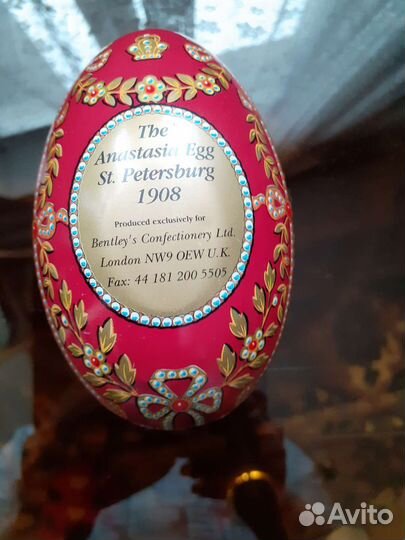 The
Anastasia Egg
St. Petersburg
1908
Produced exclusively for
Bentley's Confectionery Ltd.
London NW9 OEW U.K.
Fax: 44 181 200 5505
Avito